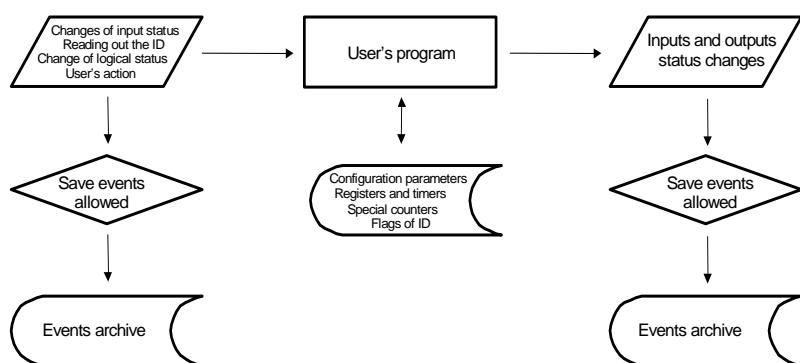 Changes of input status
Reading out the ID
Change of logical status
User's action
User's program
Inputs and outputs
status changes
Save events
allowed
Configuration parameters
Registers and timers
Special counters
Flags of ID
Save events
allowed
Events archive
Events archive